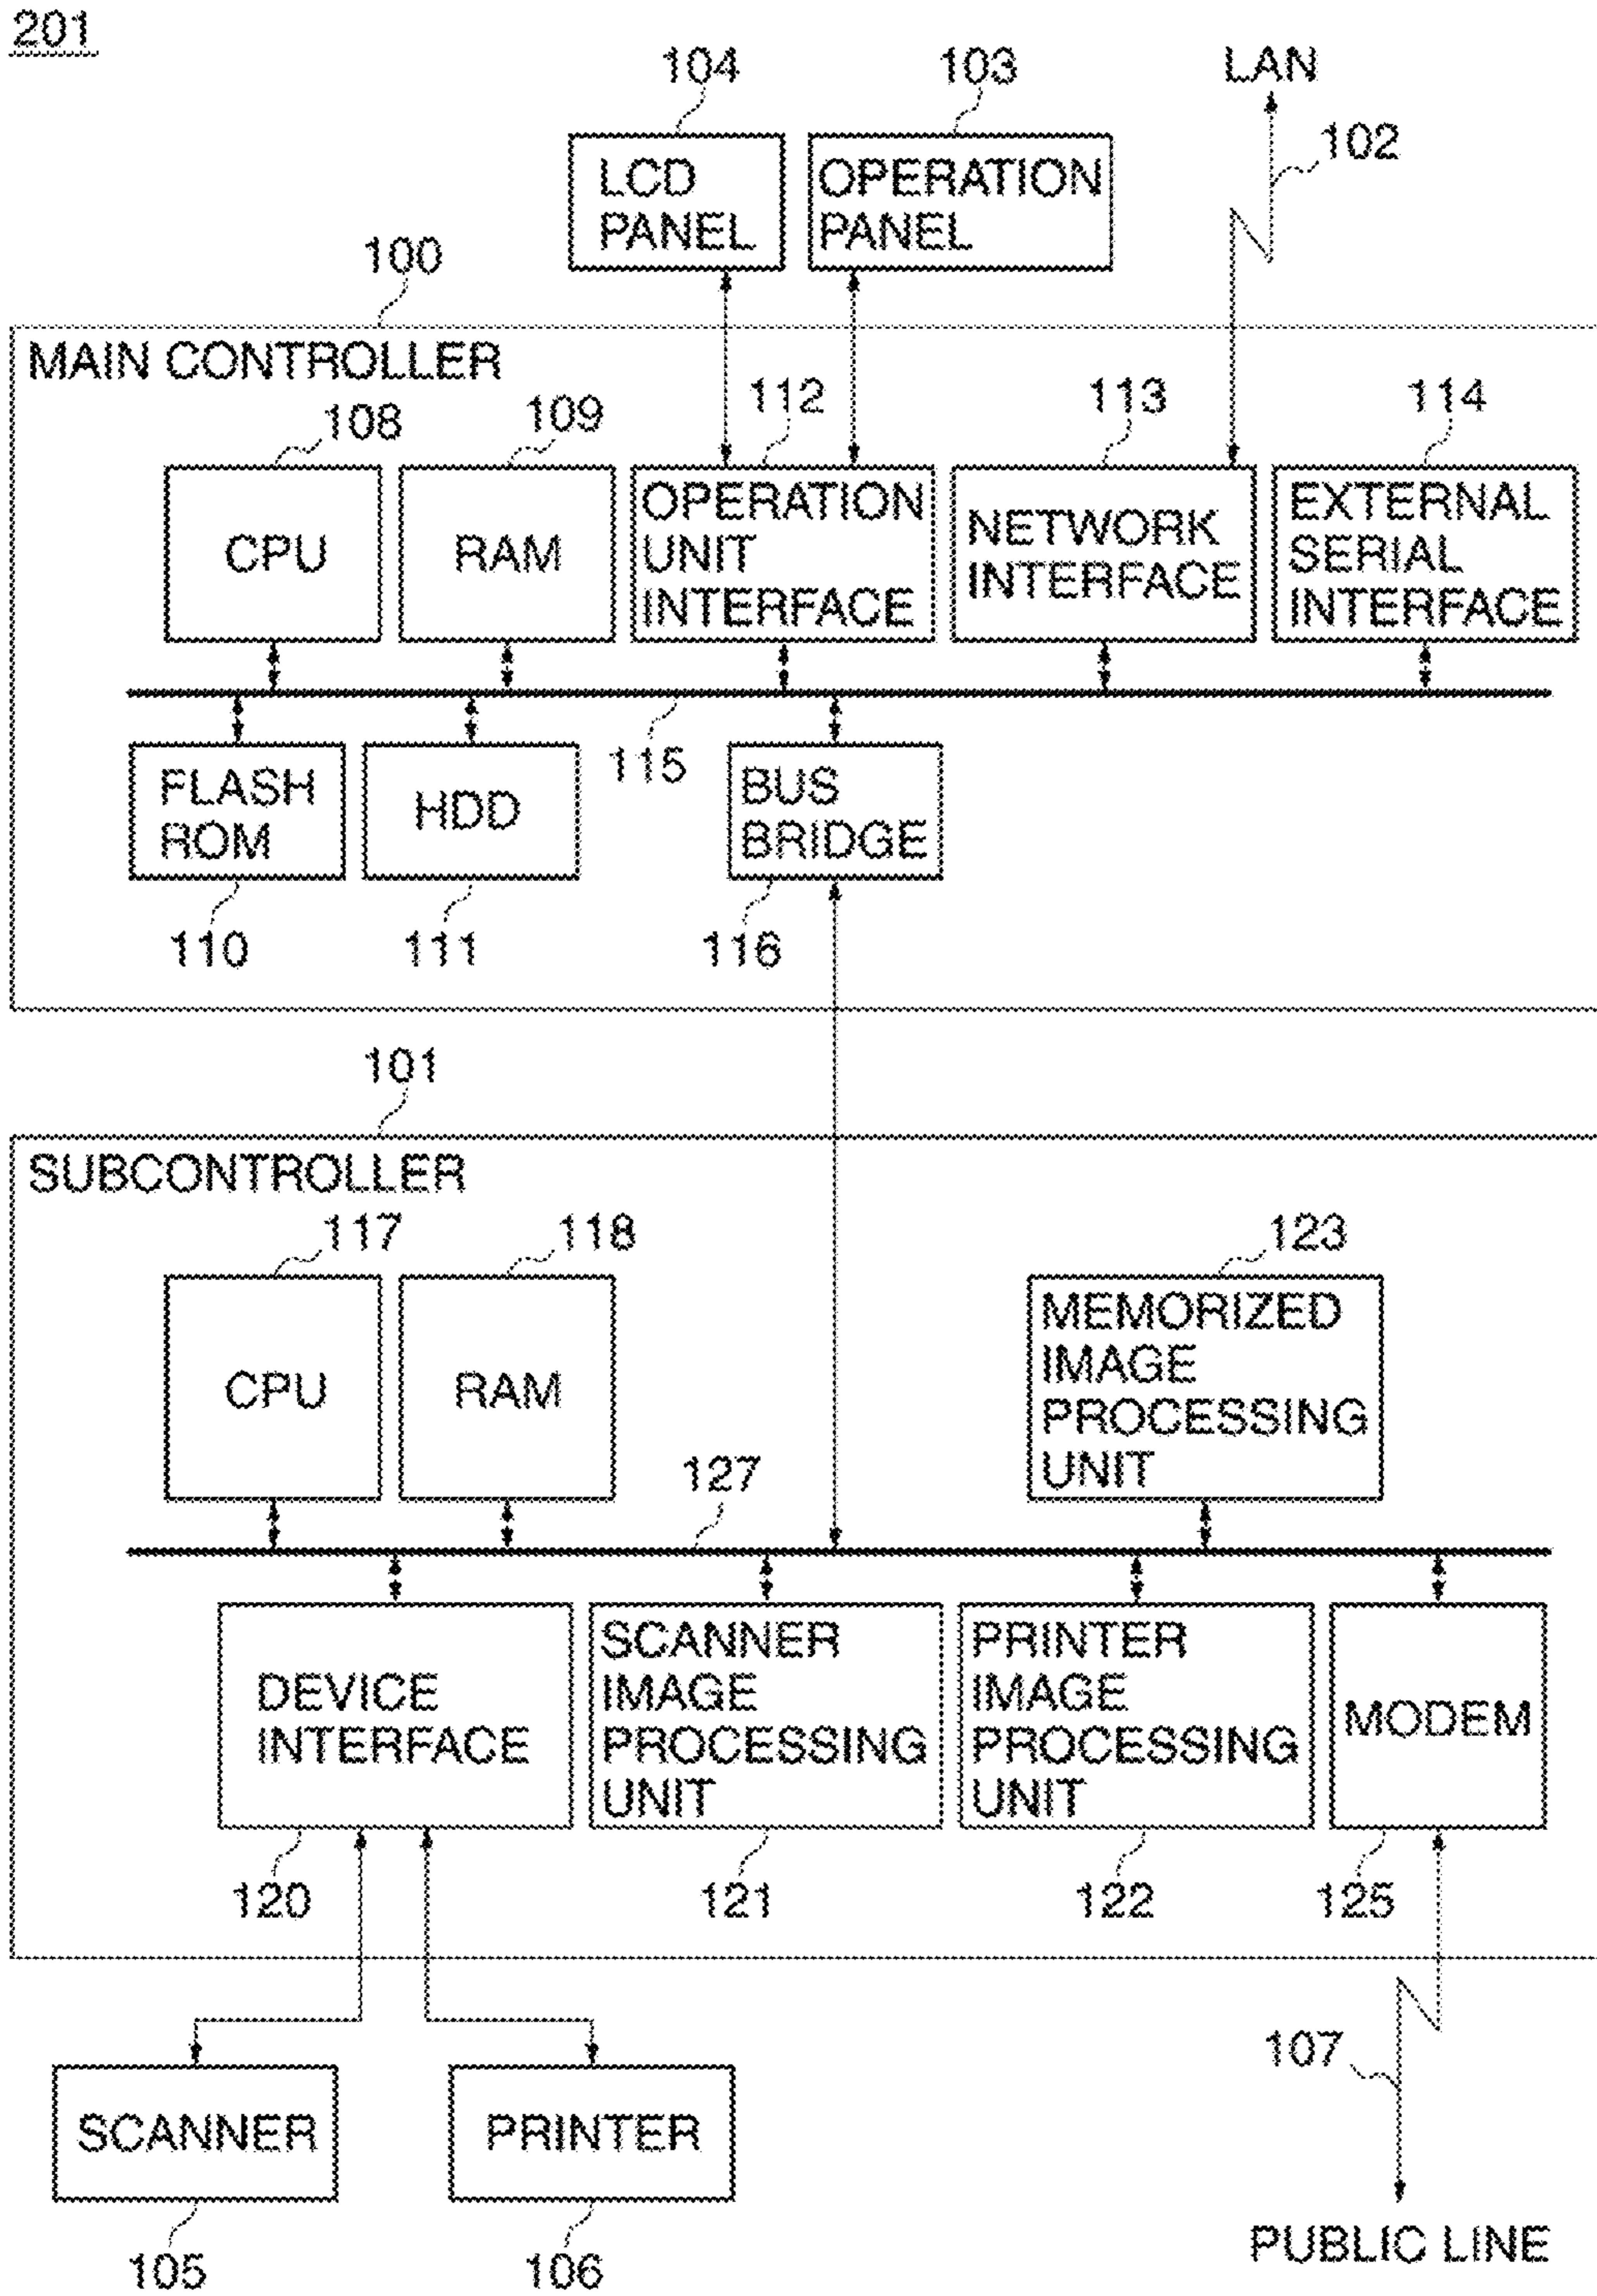 201
104
103
LAN
102
LCD
PANEL
OPERATION
PANEL
100
MAIN CONTROLLER
108
109
112
113
114
CPU
RAM
OPERATION
UNIT
INTERFACE
NETWORK
INTERFACE
EXTERNAL
SERIAL
INTERFACE
115
FLASH
ROM
HDD
BUS
BRIDGE
110
111
116
101
SUBCONTROLLER
117
118
123
CPU
RAM
MEMORIZED
IMAGE
PROCESSING
UNIT
127
DEVICE
INTERFACE
SCANNER
IMAGE
PROCESSING
UNIT
PRINTER
IMAGE
PROCESSING
UNIT
MODEM
120
121
122
125
107
SCANNER
PRINTER
105
106
PUBLIC LINE